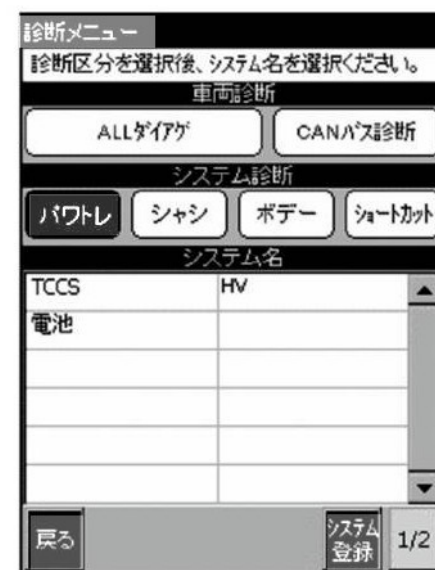 診断メニュー
診断区分を選択後、システム名を選択ください。
車両診断
ALLダイアグ CANバス診断
システム診断
パワトレ シャシ ボデー ショートカット
システム名
TCCS HV
電池
戻る システム登録 1/2